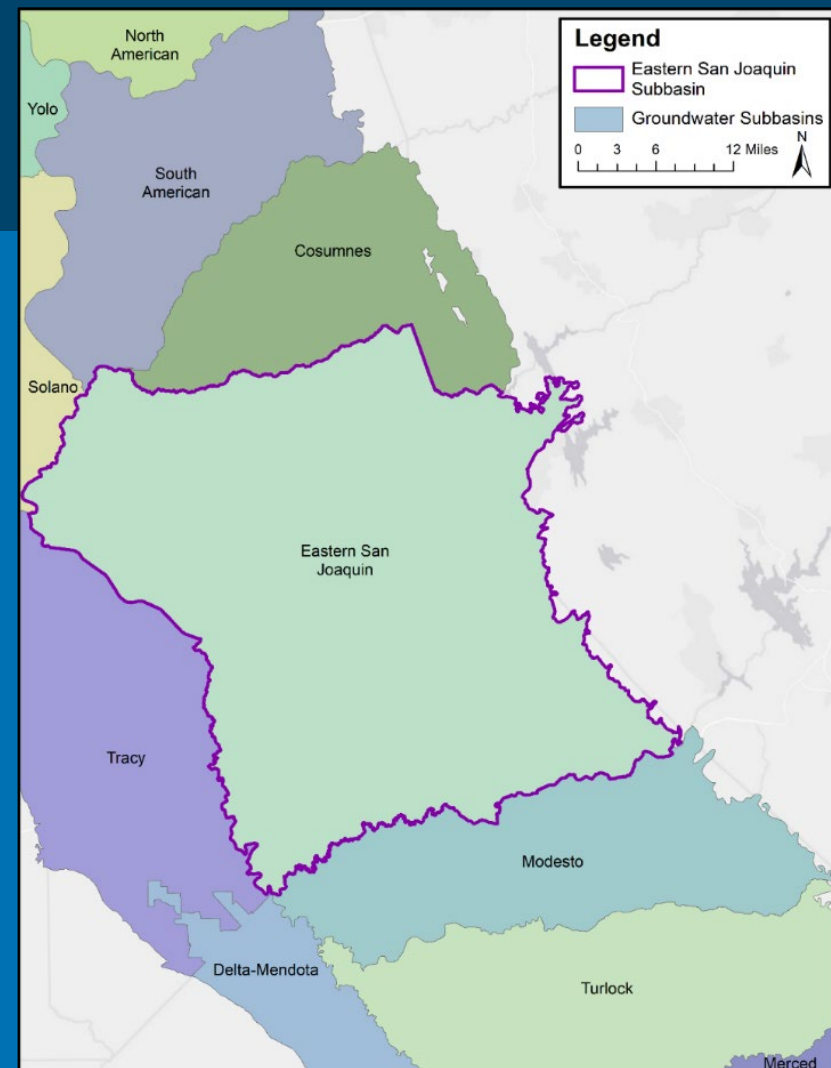 North
American
Legend
Eastern San Joaquin
Subbasin
Groundwater Subbasins
N
0 3 6 12 Miles
Yolo
South
American
Cosumnes
Solano
Eastern San
Joaquin
Tracy
Modesto
Delta-Mendota
Turlock
Merced